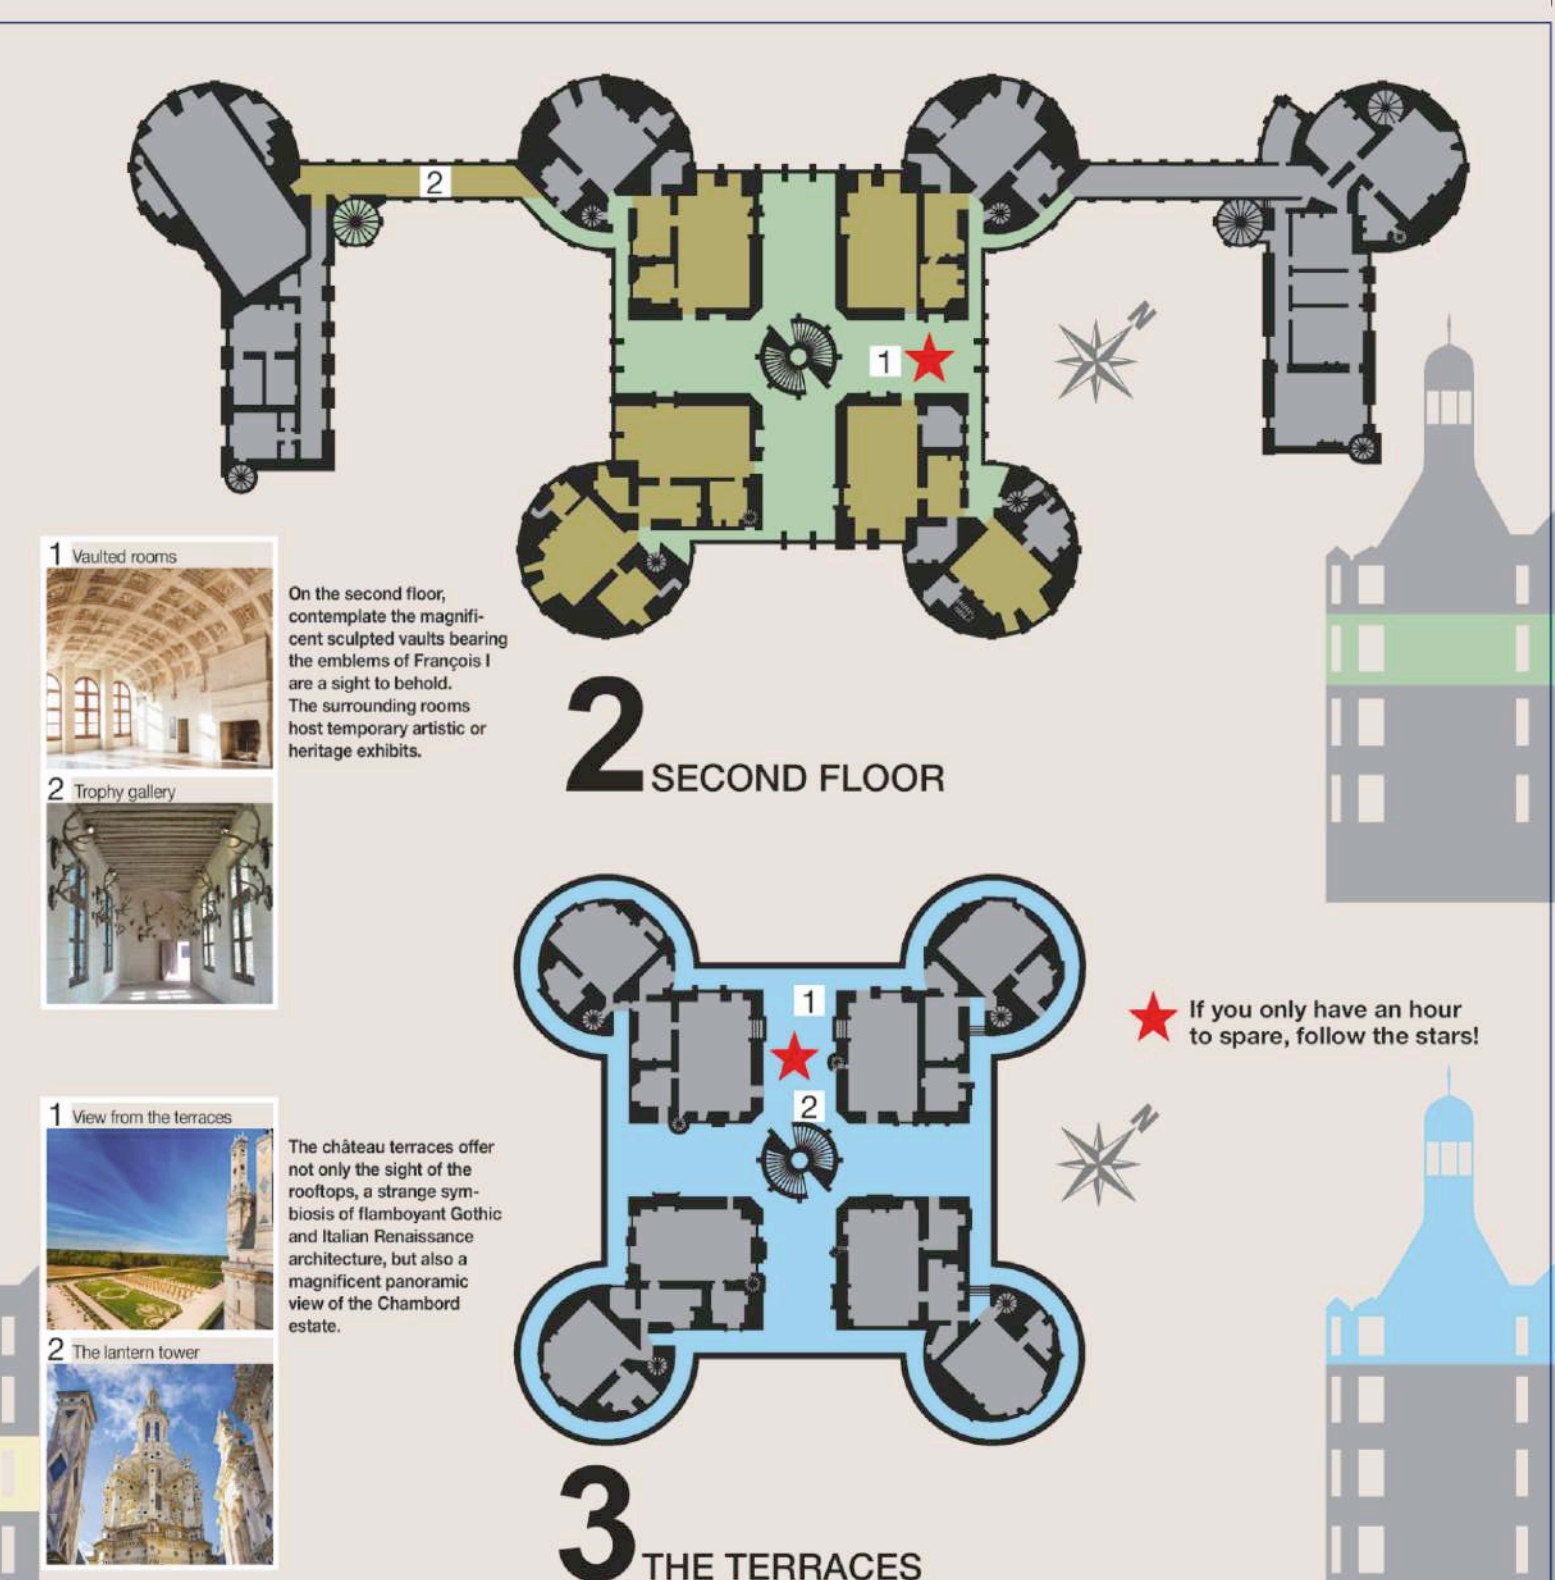 2
1
N
1 Vaulted rooms
On the second floor,
contemplate the magnifi-
cent sculpted vaults bearing
the emblems of François I
are a sight to behold.
The surrounding rooms
host temporary artistic or
heritage exhibits.
2 Trophy gallery
2 SECOND FLOOR
1
2
If you only have an hour
to spare, follow the stars!
N
1 View from the terraces
The château terraces offer
not only the sight of the
rooftops, a strange sym-
biosis of flamboyant Gothic
and Italian Renaissance
architecture, but also a
magnificent panoramic
view of the Chambord
estate.
2 The lantern tower
3 THE TERRACES